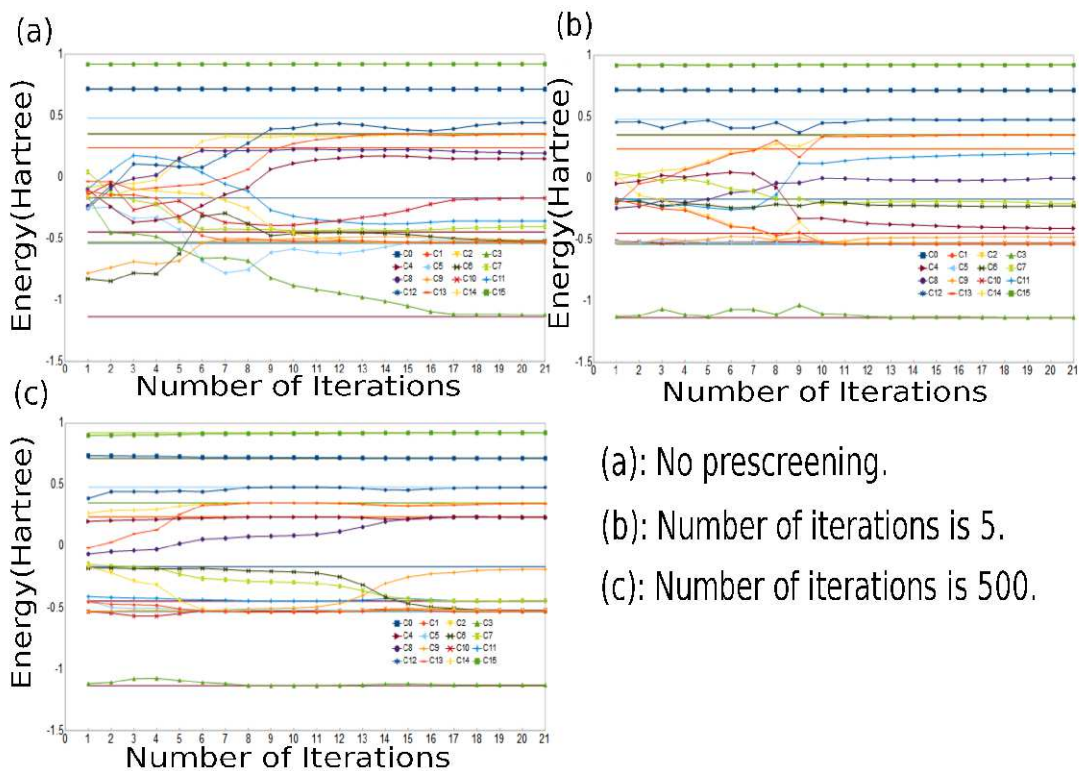 (a)
1
0.5
0
-0.5
-1
-1.5
Energy(Hartree)
C0 C1 C2 C3
C4 C5 C6 C7
C8 C9 C10 C11
C12 C13 C14 C15
0 1 2 3 4 5 6 7 8 9 10 11 12 13 14 15 16 17 18 19 20 21
Number of Iterations
(b)
1
0.5
0
-0.5
-1
-1.5
Energy(Hartree)
C0 C1 C2 C3
C4 C5 C6 C7
C8 C9 C10 C11
C12 C13 C14 C15
0 1 2 3 4 5 6 7 8 9 10 11 12 13 14 15 16 17 18 19 20 21
Number of Iterations
(c)
1
0.5
0
-0.5
-1
-1.5
Energy(Hartree)
C0 C1 C2 C3
C4 C5 C6 C7
C8 C9 C10 C11
C12 C13 C14 C15
0 1 2 3 4 5 6 7 8 9 10 11 12 13 14 15 16 17 18 19 20 21
Number of Iterations
(a): No prescreening.
(b): Number of iterations is 5.
(c): Number of iterations is 500.